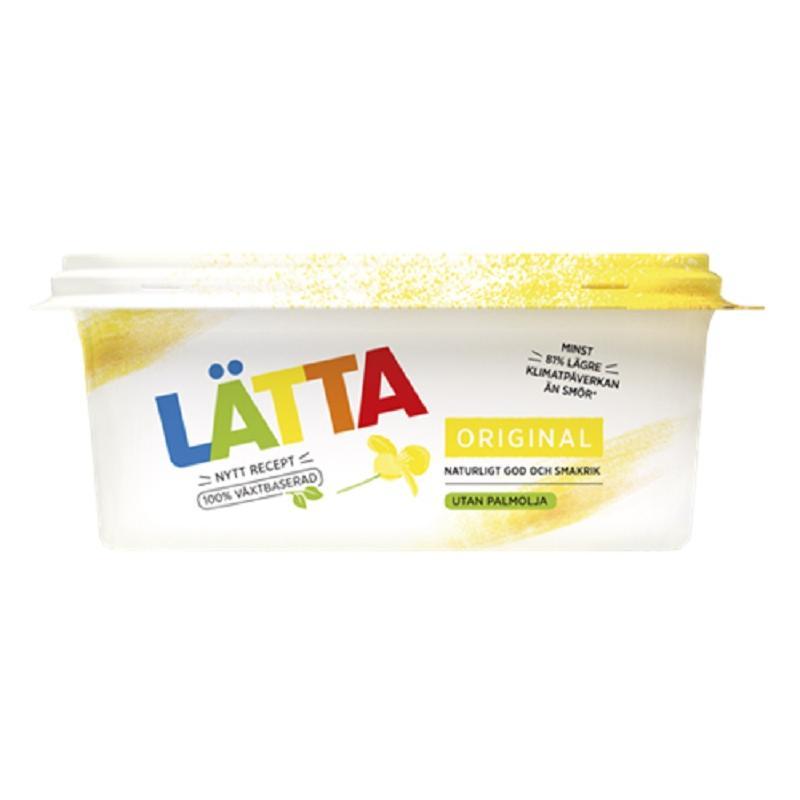 LÄTTA
NYTT RECEPT
100% VÄXTBASERAD
MINST
81% LÄGRE
KLIMATPÅVERKAN
ÄN SMÖR*
ORIGINAL
NATURLIGT GOD OCH SMAKRIK
UTAN PALMOLJA